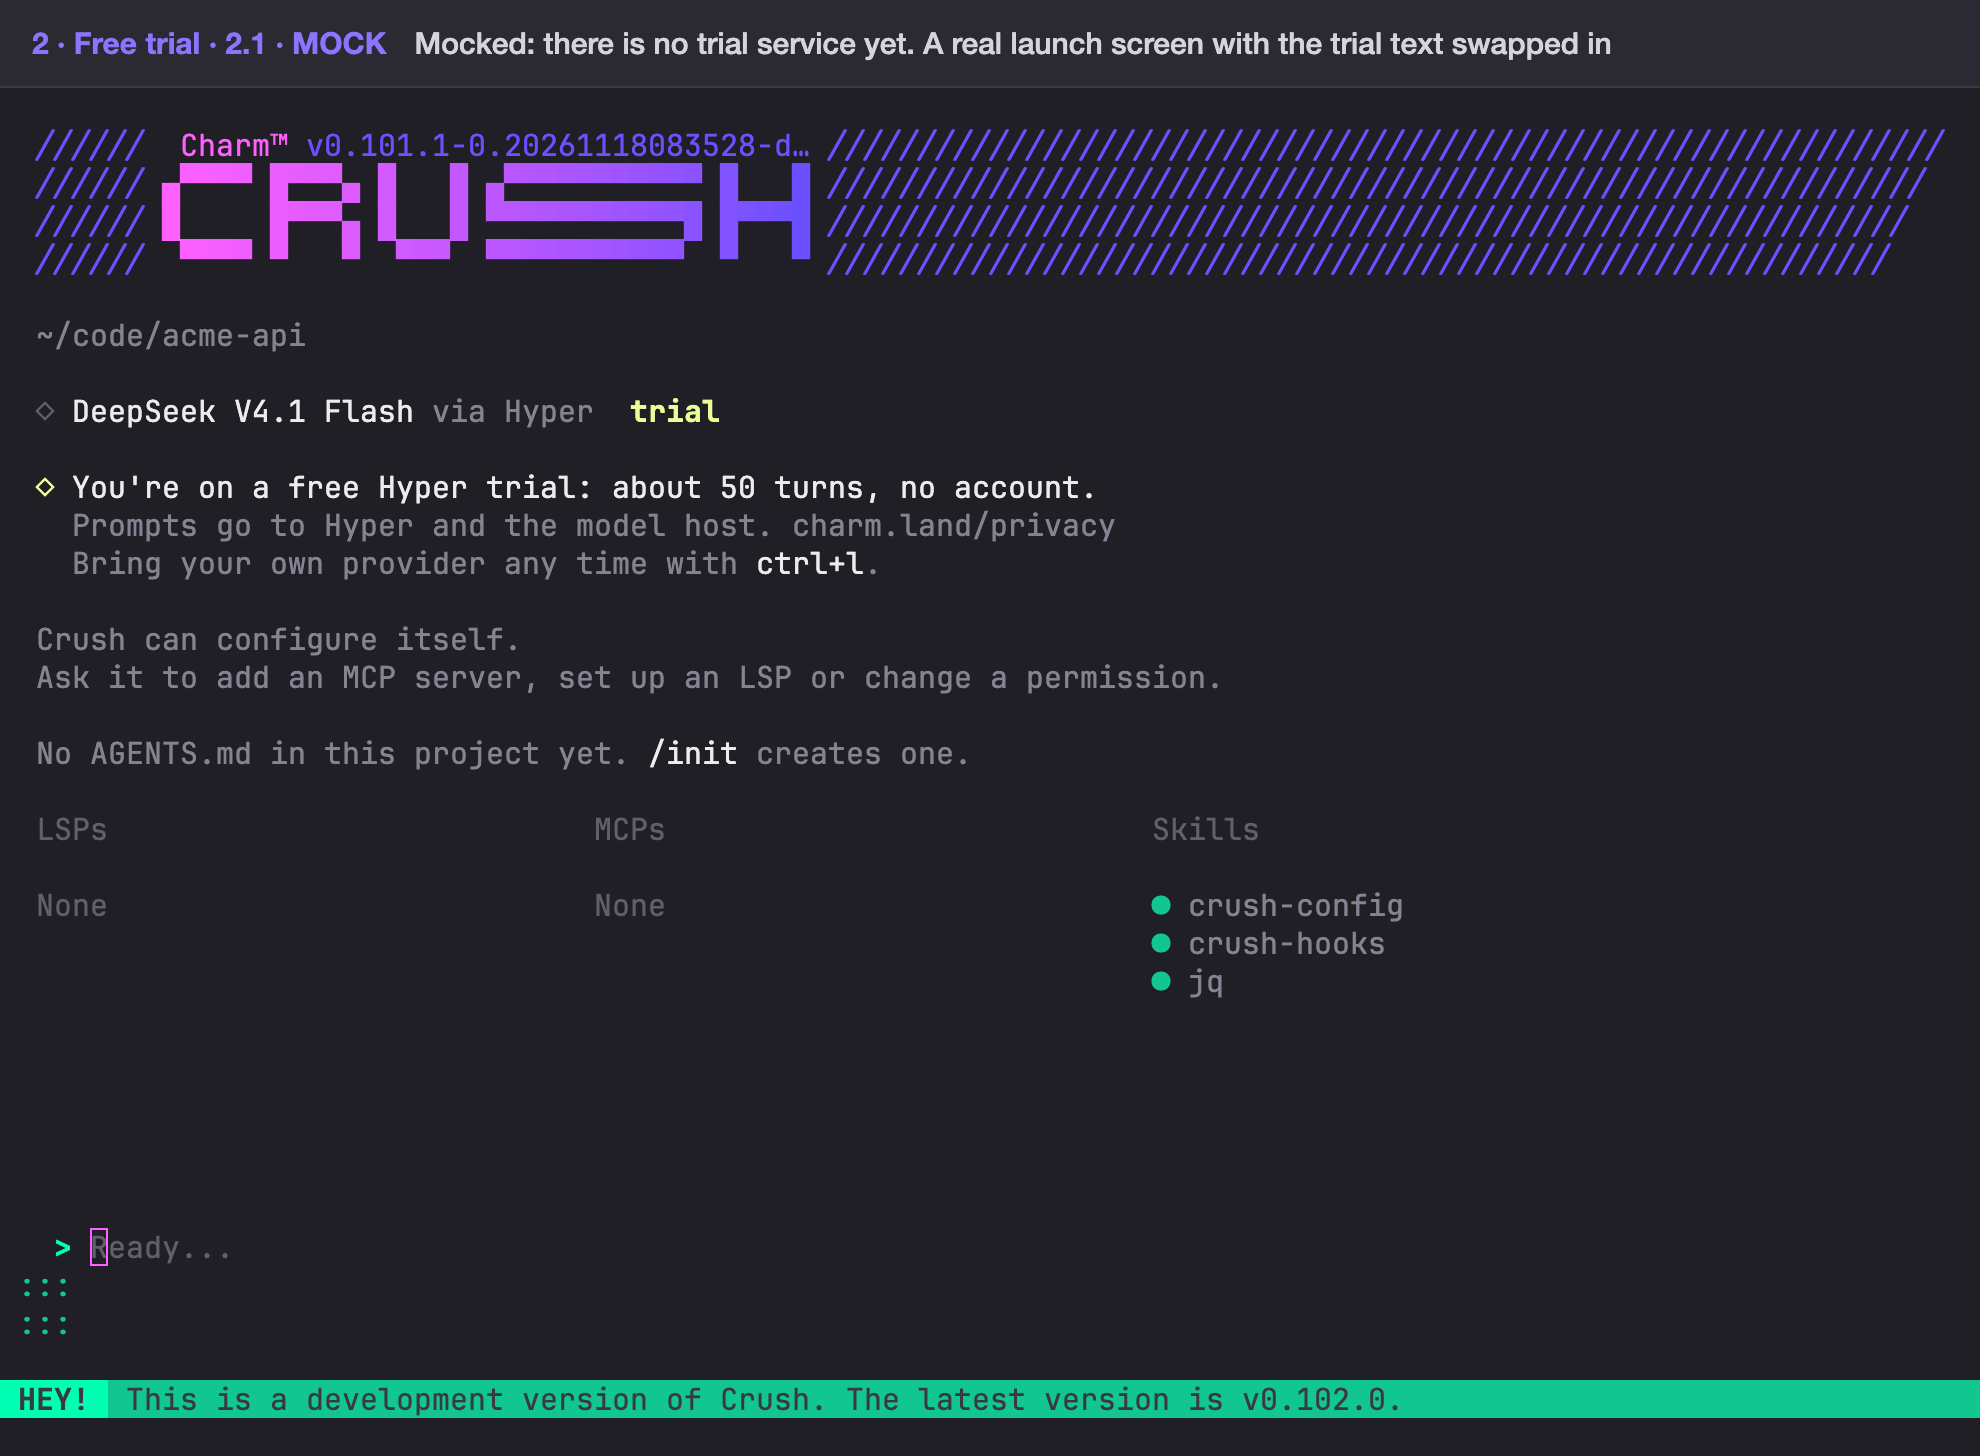 2 · Free trial · 2.1 · MOCK Mocked: there is no trial service yet. A real launch screen with the trial text swapped in
Charm™ v0.101.1-0.20261118083528-d…
CRUSH
~/code/acme-api
◇ DeepSeek V4.1 Flash via Hyper trial
◇ You're on a free Hyper trial: about 50 turns, no account.
Prompts go to Hyper and the model host. charm.land/privacy
Bring your own provider any time with ctrl+l.
Crush can configure itself.
Ask it to add an MCP server, set up an LSP or change a permission.
No AGENTS.md in this project yet. /init creates one.
LSPs MCPs Skills
None None ● crush-config
● crush-hooks
● jq
> Ready...
:::
:::
HEY! This is a development version of Crush. The latest version is v0.102.0.